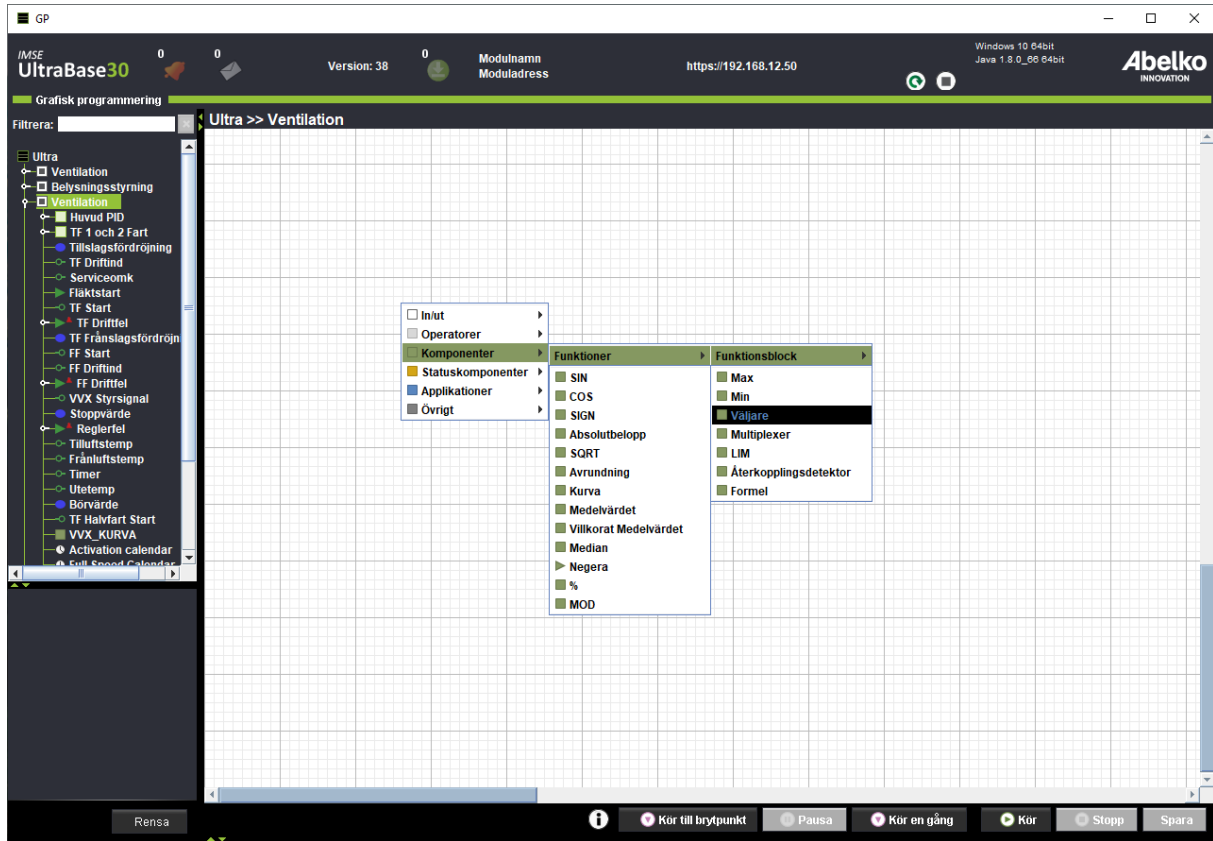 GP
IMSE
UltraBase30
0
0
Version: 38
0
Modulnamn
Moduladress
https://192.168.12.50
Windows 10 64bit
Java 1.8.0_66 64bit
Abelko
INNOVATION
Grafisk programmering
Filtrera:
Ultra >> Ventilation
Ultra
Ventilation
Belysningsstyrning
Ventilation
Huvud PID
TF 1 och 2 Fart
Tillslagsfördröjning
TF Driftind
Serviceomk
Fläktstart
TF Start
TF Driftfel
TF Frånslagsfördröjn
FF Start
FF Driftind
FF Driftfel
VVX Styrsignal
Stoppvärde
Reglerfel
Tilluftstemp
Frånluftstemp
Timer
Utetemp
Börvärde
TF Halvfart Start
VVX_KURVA
Activation calendar
Full Speed Calendar
In/ut
Operatorer
Komponenter
Statuskomponenter
Applikationer
Övrigt
Funktioner
SIN
COS
SIGN
Absolutbelopp
SQRT
Avrundning
Kurva
Medelvärdet
Villkorat Medelvärdet
Median
Negera
%
MOD
Funktionsblock
Max
Min
Väljare
Multiplexer
LIM
Återkopplingsdetektor
Formel
Rensa
Kör till brytpunkt
Pausa
Kör en gång
Kör
Stopp
Spara